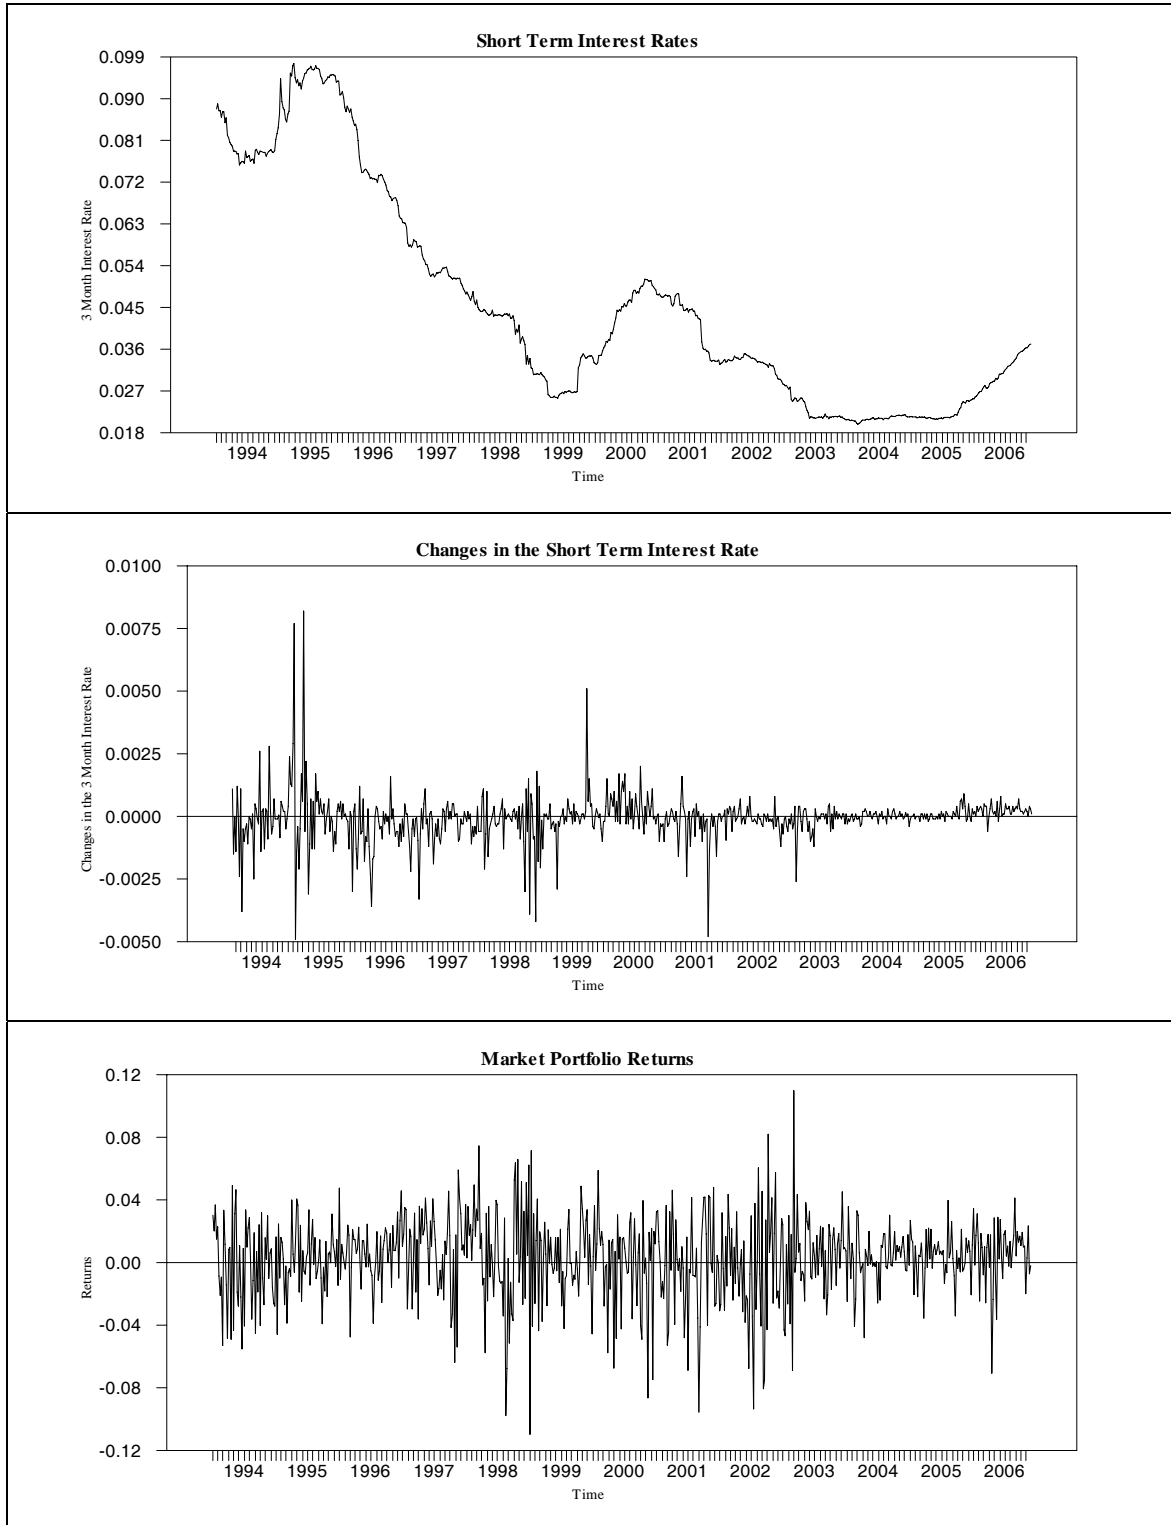 Short Term Interest Rates
0.099
0.090
0.081
0.072
0.063
0.054
0.045
0.036
0.027
0.018
3 Month Interest Rate
1994 1995 1996 1997 1998 1999 2000 2001 2002 2003 2004 2005 2006
Time
Changes in the Short Term Interest Rate
0.0100
0.0075
0.0050
0.0025
0.0000
-0.0025
-0.0050
Changes in the 3 Month Interest Rate
1994 1995 1996 1997 1998 1999 2000 2001 2002 2003 2004 2005 2006
Time
Market Portfolio Returns
0.12
0.08
0.04
0.00
-0.04
-0.08
-0.12
Returns
1994 1995 1996 1997 1998 1999 2000 2001 2002 2003 2004 2005 2006
Time